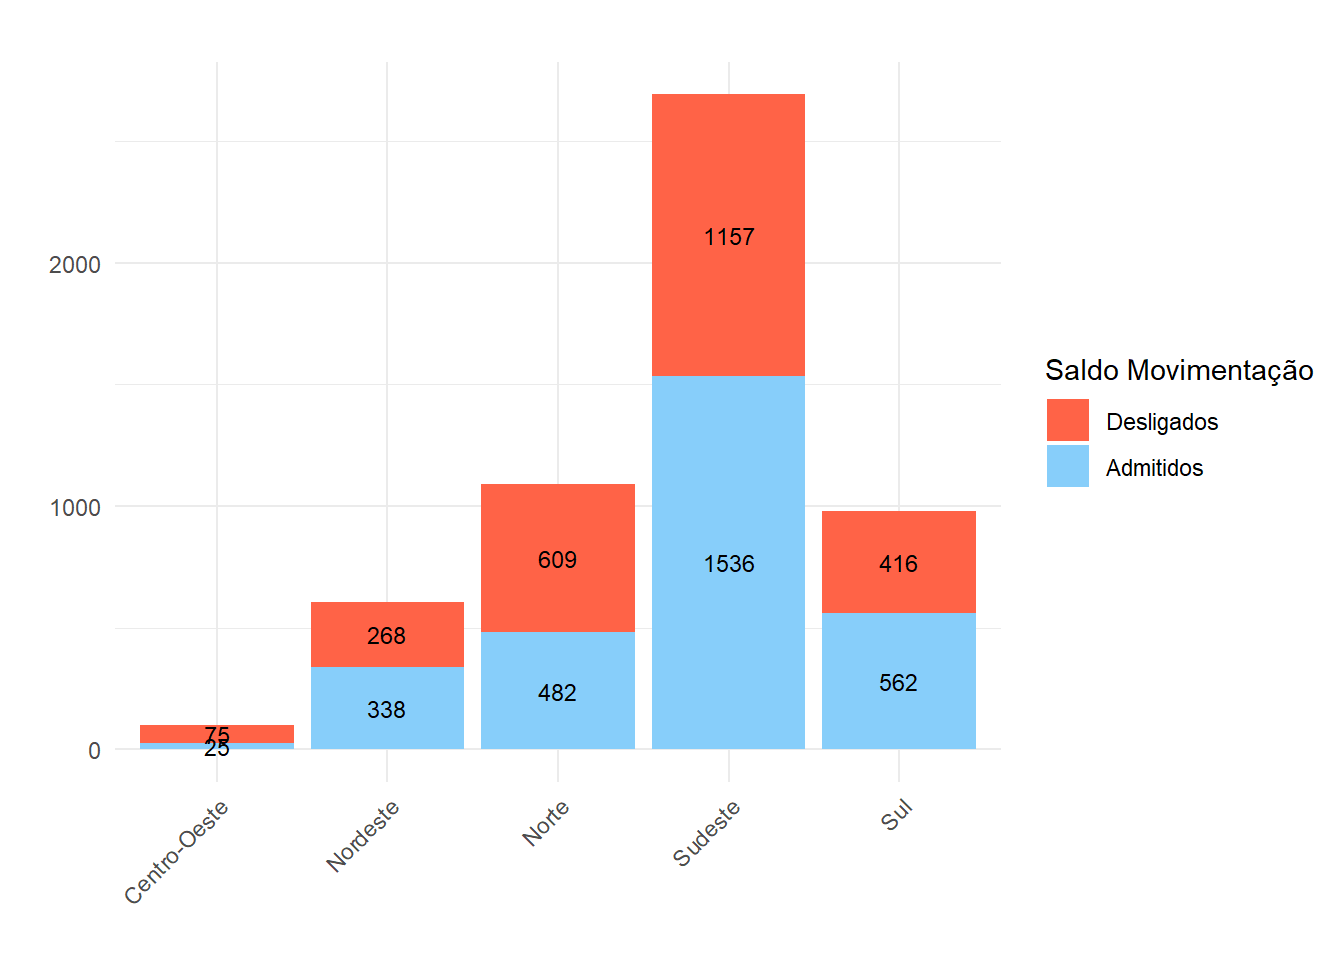 2000
1000
0
1157
1536
609
482
416
562
268
338
75
25
Centro-Oeste
Nordeste
Norte
Sudeste
Sul
Saldo Movimentação
Desligados
Admitidos